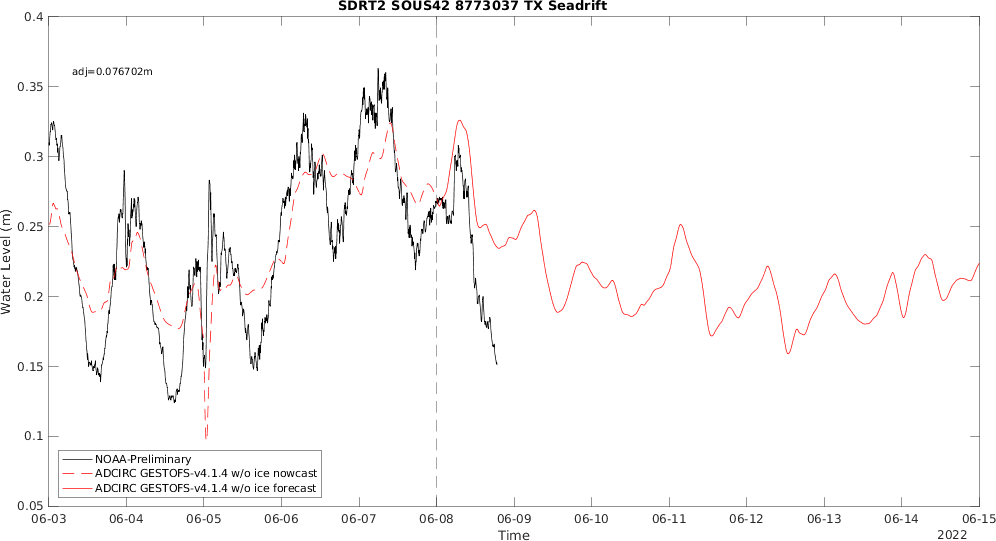 SDRT2 SOUS42 8773037 TX Seadrift
0.4
adj=0.076702m
0.35
0.3
0.25
0.2
0.15
0.1
0.05
Water Level (m)
NOAA-Preliminary
ADCIRC GESTOFS-v4.1.4 w/o ice nowcast
ADCIRC GESTOFS-v4.1.4 w/o ice forecast
06-03 06-04 06-05 06-06 06-07 06-08 06-09 06-10 06-11 06-12 06-13 06-14 06-15
Time
2022